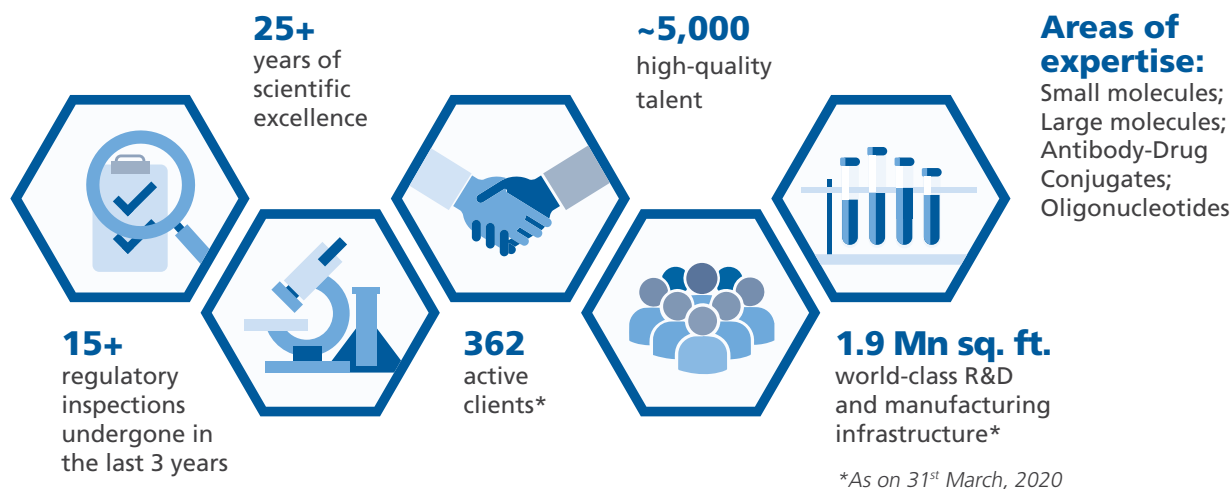 25+
years of
scientific
excellence
~5,000
high-quality
talent
Areas of
expertise:
Small molecules;
Large molecules;
Antibody-Drug
Conjugates;
Oligonucleotides
15+
regulatory
inspections
undergone in
the last 3 years
362
active
clients*
1.9 Mn sq. ft.
world-class R&D
and manufacturing
infrastructure*
*As on 31st March, 2020